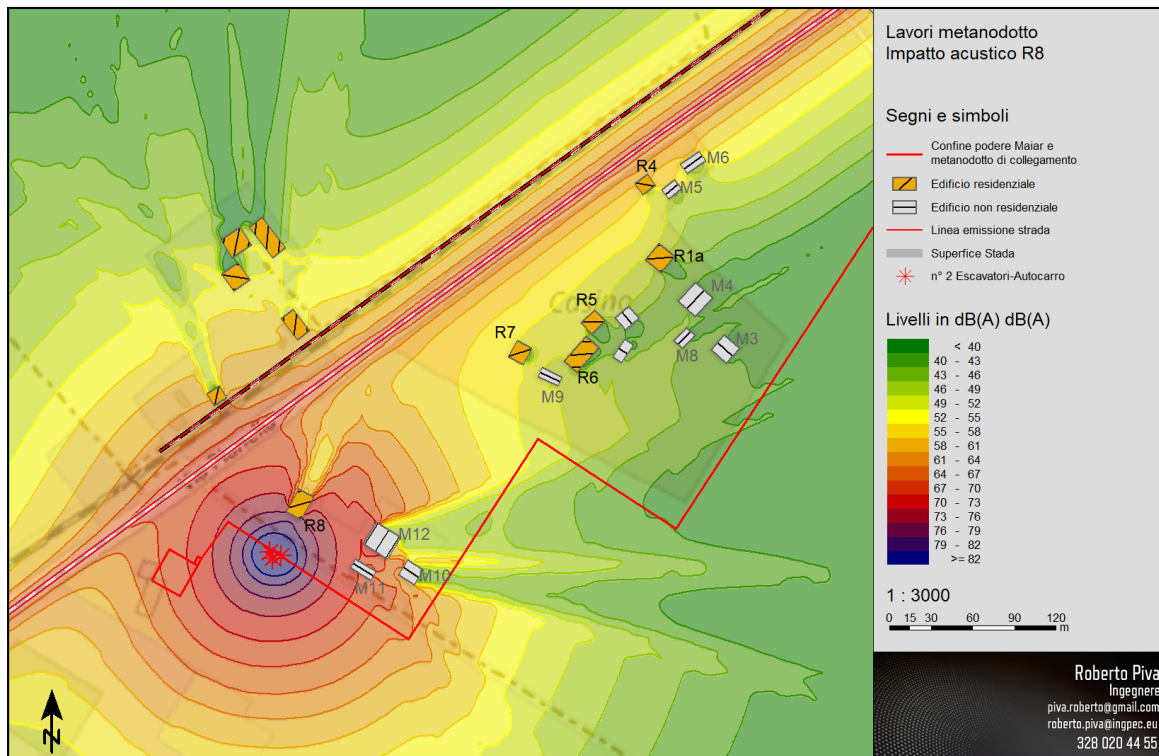 Lavori metanodotto
Impatto acustico R8
Segni e simboli
Confine podere Maiar e
metanodotto di collegamento
Edificio residenziale
Edificio non residenziale
Linea emissione strada
Superfice Stada
n° 2 Escavatori-Autocarro
Livelli in dB(A) dB(A)
< 40
40 - 43
43 - 46
46 - 49
49 - 52
52 - 55
55 - 58
58 - 61
61 - 64
64 - 67
67 - 70
70 - 73
73 - 76
76 - 79
79 - 82
>= 82
1 : 3000
0 15 30 60 90 120
m
Roberto Piva
Ingegnere
piva.roberto@gmail.com
roberto.piva@ingpec.eu
328 020 44 55
M6
R4
M5
R1a
M4
Casino
R5
R7
M8
M3
R6
M9
R8
M12
M11
M10
N